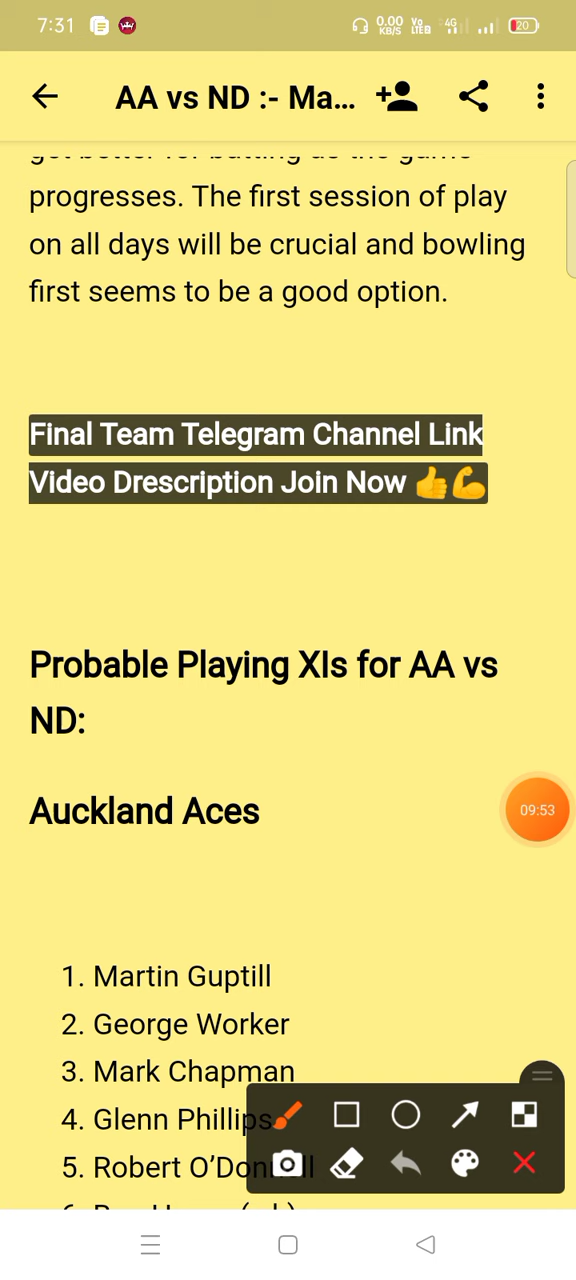 7:31
0.00 KB/S
Vo LTE
4G
20
AA vs ND :- Ma...
progresses. The first session of play
on all days will be crucial and bowling
first seems to be a good option.
Final Team Telegram Channel Link
Video Drescription Join Now 👍💪
Probable Playing XIs for AA vs
ND:
Auckland Aces
09:53
1. Martin Guptill
2. George Worker
3. Mark Chapman
4. Glenn Phillips
5. Robert